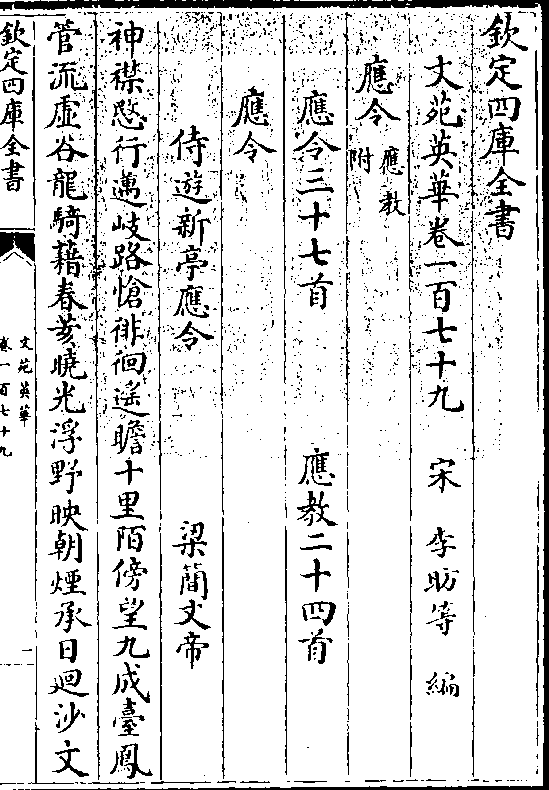 欽定四庫全書
文苑英華卷一百七十九　宋　李昉等　編
應令應教附
應令三十七首　應教二十四首
應令
侍遊新亭應令　梁簡文帝
神襟愍行邁岐路愴徘徊遥瞻十里陌傍望九成臺鳳
管流虛谷龍騎藉春荄曉光浮野映朝煙承日迴沙文
欽定四庫全書
文苑英華
卷一百七十九
一